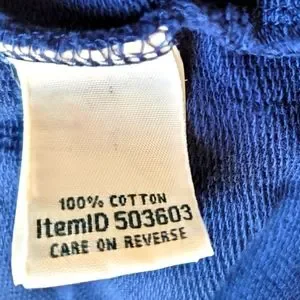 100% COTTON
ItemID 503603
CARE ON REVERSE